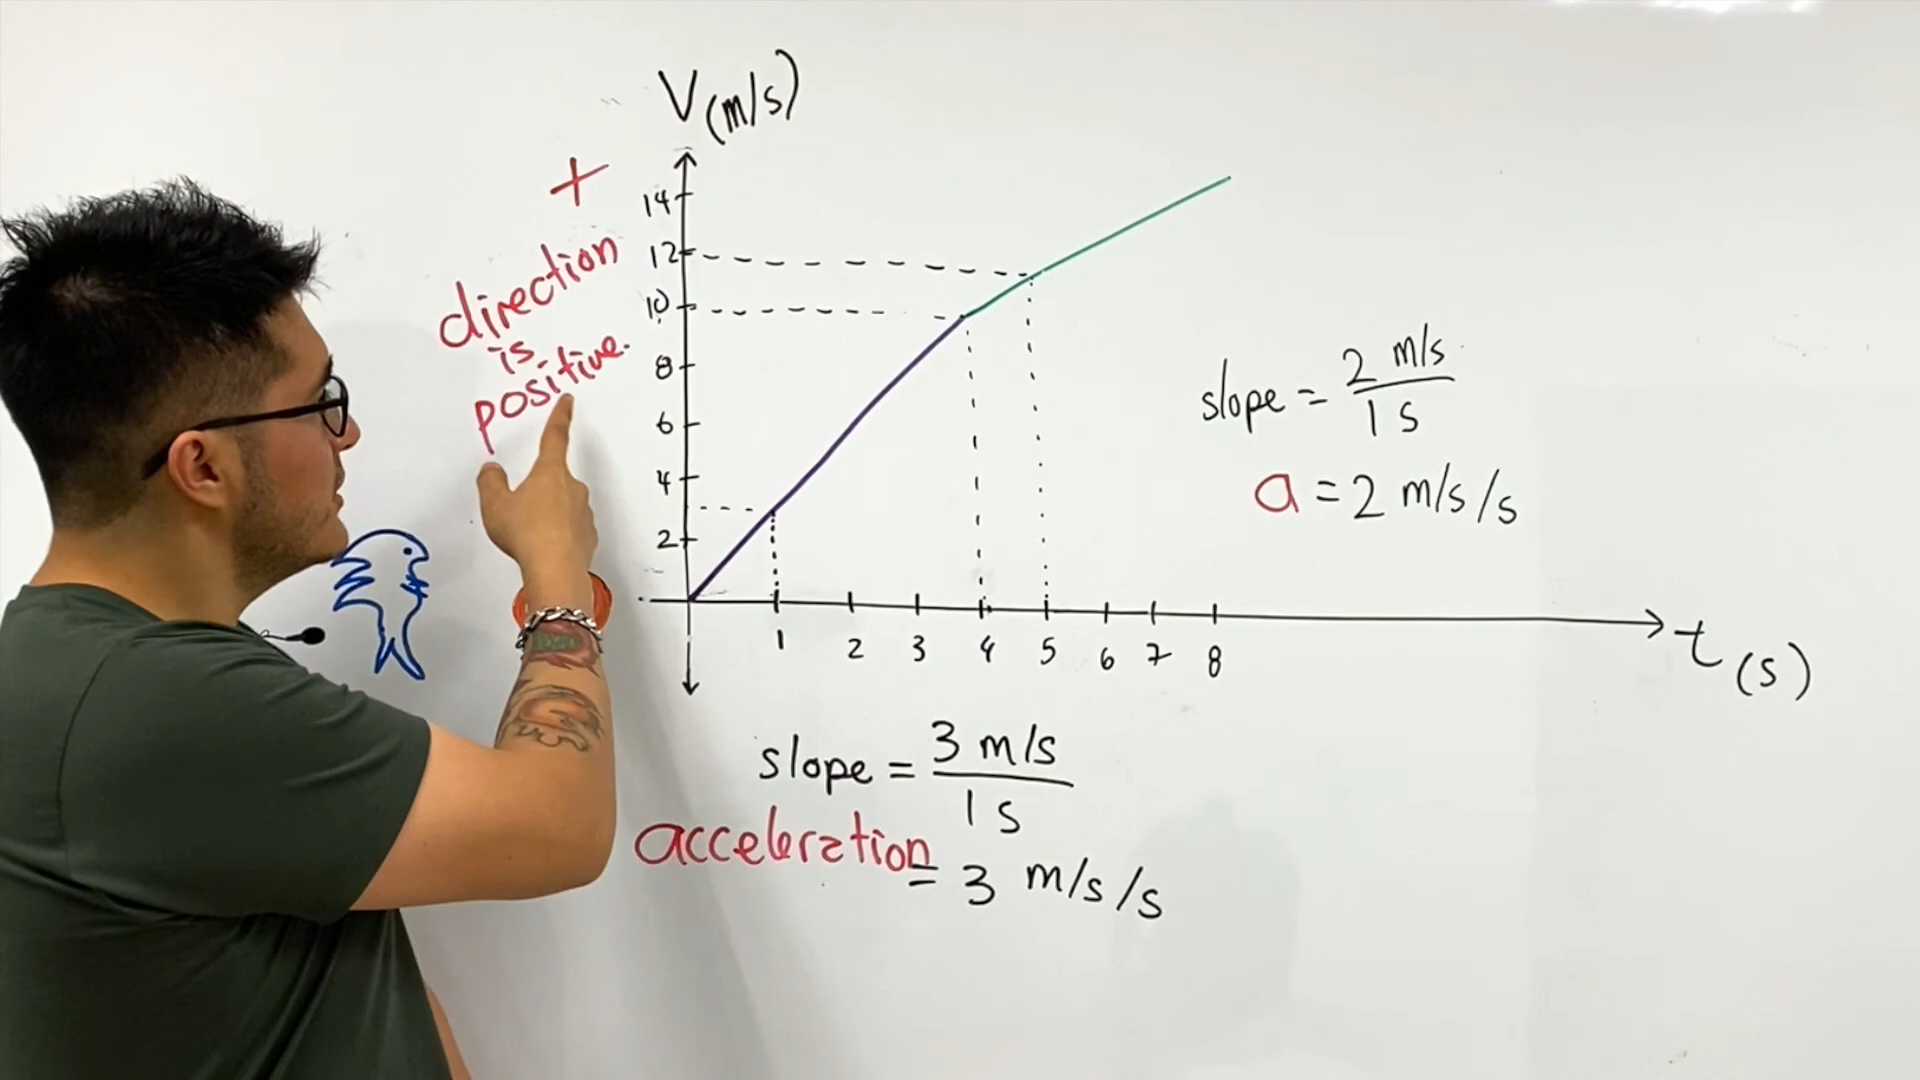 V (m/s)
+
direction
is
positive.
14
12
10
8
6
4
2
1 2 3 4 5 6 7 8
t (s)
slope = 2 m/s
1 s
a = 2 m/s/s
slope = 3 m/s
1 s
acceleration
= 3 m/s/s